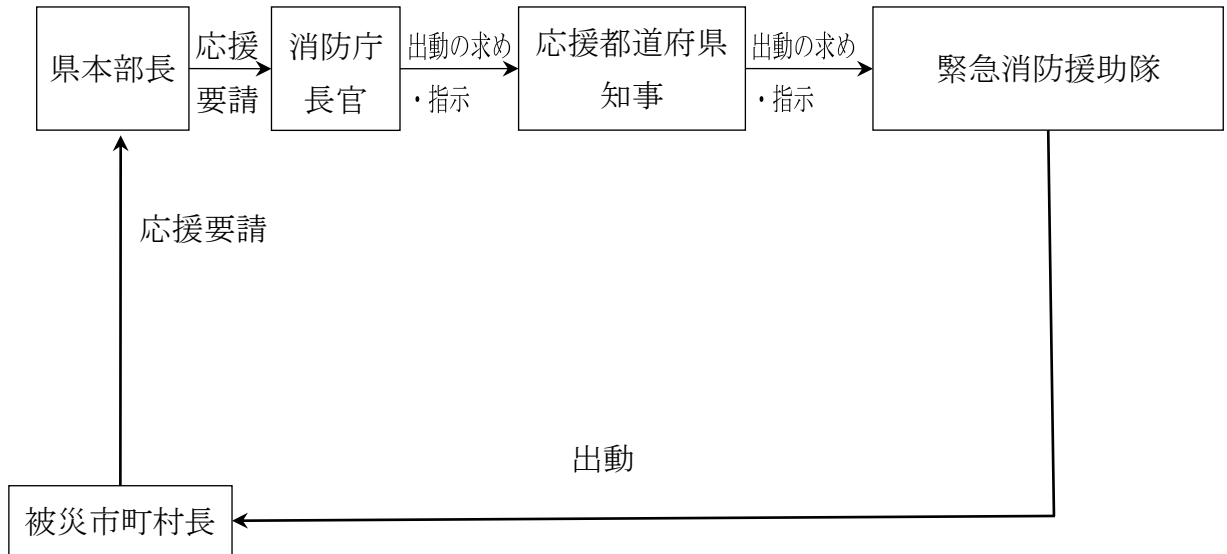 県本部長
応援
要請
消防庁
長官
出動の求め
・指示
応援都道府県
知事
出動の求め
・指示
緊急消防援助隊
応援要請
出動
被災市町村長